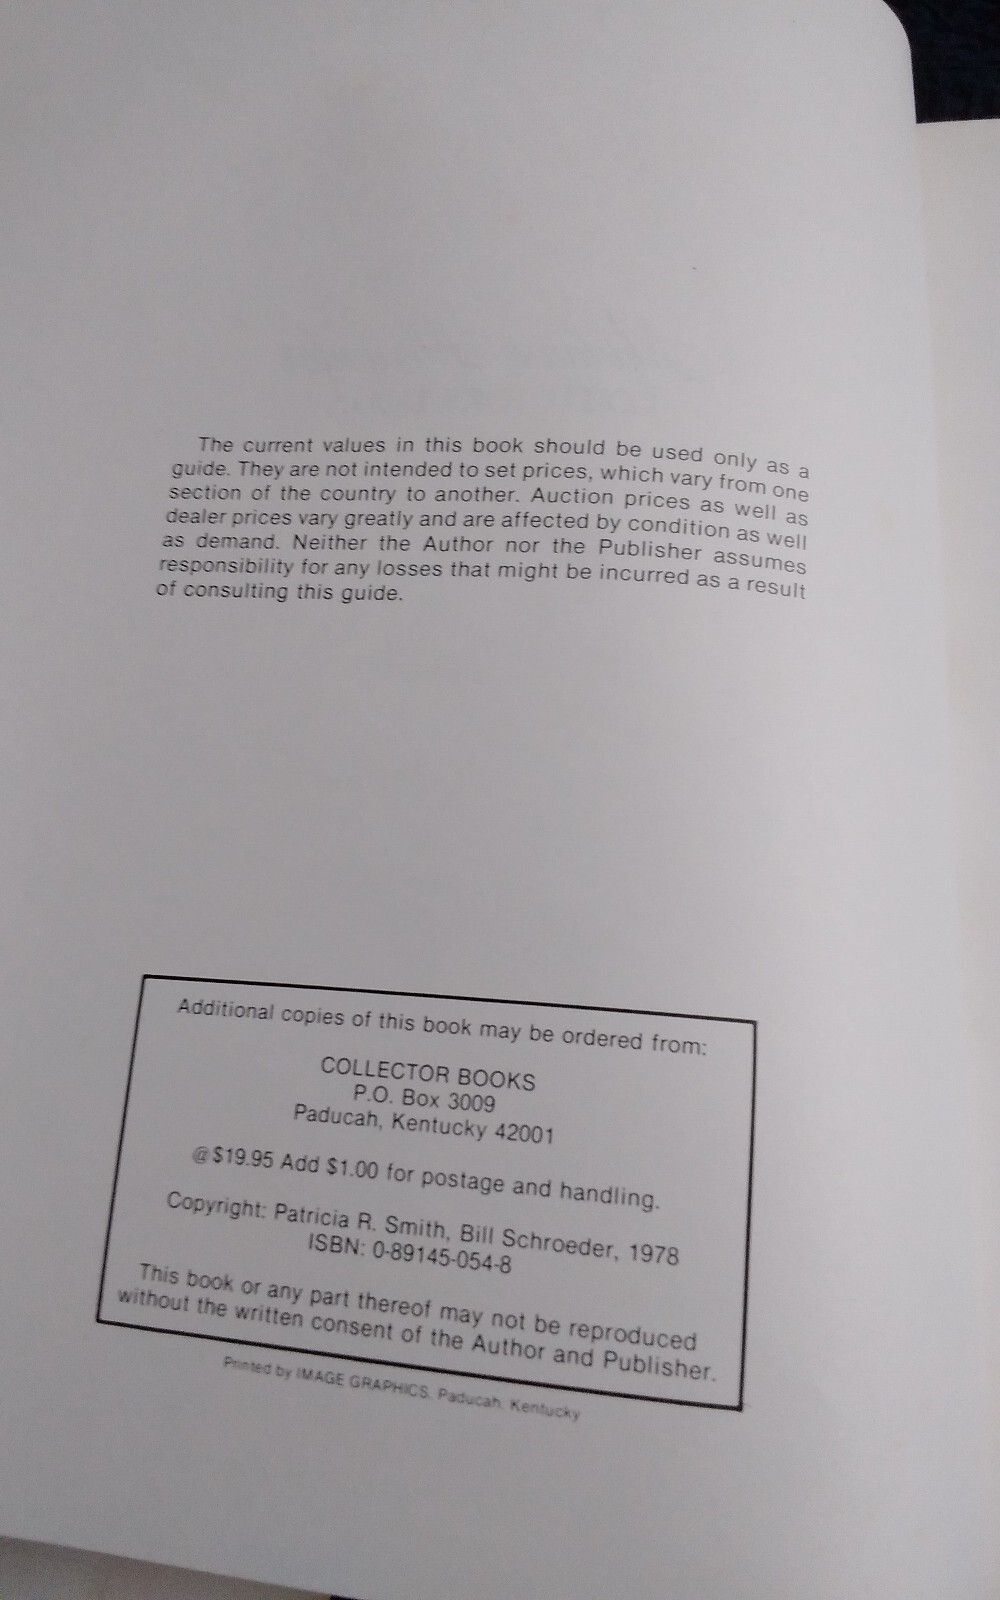 The current values in this book should be used only as a
guide. They are not intended to set prices, which vary from one
section of the country to another. Auction prices as well as
dealer prices vary greatly and are affected by condition as well
as demand. Neither the Author nor the Publisher assumes
responsibility for any losses that might be incurred as a result
of consulting this guide.
Additional copies of this book may be ordered from:
COLLECTOR BOOKS
P.O. Box 3009
Paducah, Kentucky 42001
@$19.95 Add $1.00 for postage and handling.
Copyright: Patricia R. Smith, Bill Schroeder, 1978
ISBN: 0-89145-054-8
This book or any part thereof may not be reproduced
without the written consent of the Author and Publisher.
Printed by IMAGE GRAPHICS, Paducah, Kentucky